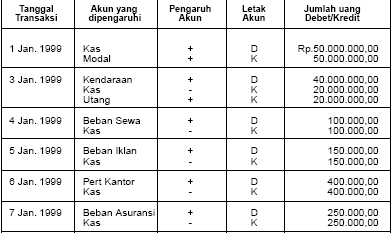 Tanggal Transaksi Akun yang dipengaruhi Pengaruh Akun Letak Akun Jumlah uang Debet/Kredit
1 Jan. 1999 Kas + D Rp.50.000.000,00
Modal + K 50.000.000,00
3 Jan. 1999 Kendaraan + D 40.000.000,00
Kas - K 20.000.000,00
Utang + K 20.000.000,00
4 Jan. 1999 Beban Sewa + D 100.000,00
Kas - K 100.000,00
5 Jan. 1999 Beban Iklan + D 150.000,00
Kas - K 150.000,00
6 Jan. 1999 Pert Kantor + D 400.000,00
Kas - K 400.000,00
7 Jan. 1999 Beban Asuransi + D 250.000,00
Kas - K 250.000,00